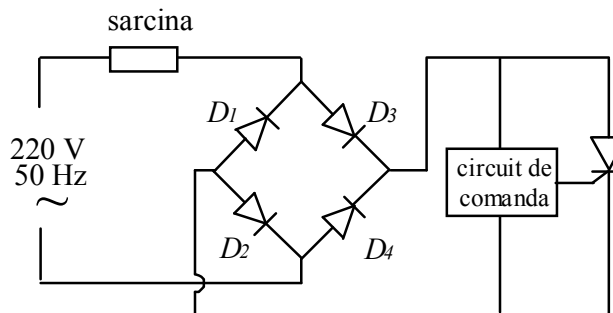 sarcina
D1
D3
220 V
50 Hz
~
circuit de
comanda
D2
D4